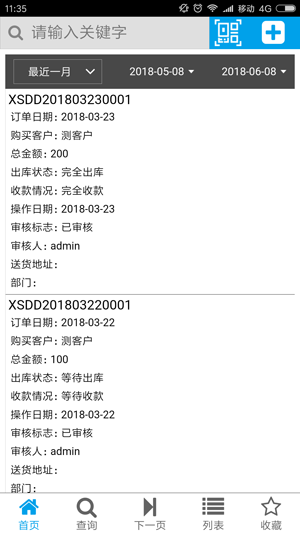 11:35
移动 4G
请输入关键字
最近一月
2018-05-08
2018-06-08
XSDD201803230001
订单日期: 2018-03-23
购买客户: 测客户
总金额: 200
出库状态: 完全出库
收款情况: 完全收款
操作日期: 2018-03-23
审核标志: 已审核
审核人: admin
送货地址:
部门:
XSDD201803220001
订单日期: 2018-03-22
购买客户: 测客户
总金额: 100
出库状态: 等待出库
收款情况: 等待收款
操作日期: 2018-03-22
审核标志: 已审核
审核人: admin
送货地址:
部门:
首页
查询
下一页
列表
收藏